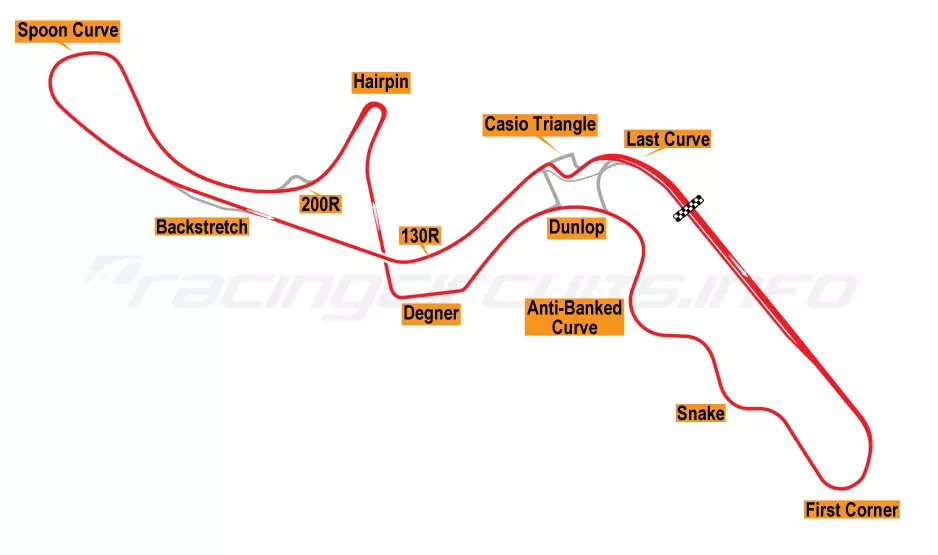 Spoon Curve
Hairpin
Casio Triangle
Last Curve
200R
Backstretch
130R
Dunlop
racingcircuits.info
Degner
Anti-Banked
Curve
Snake
First Corner